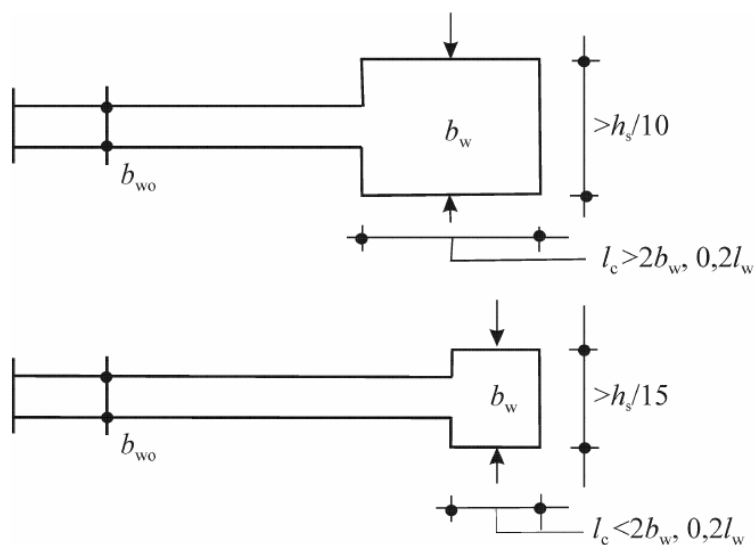 b_w
>h_s/10
b_wo
l_c>2b_w, 0,2l_w
b_w
>h_s/15
b_wo
l_c<2b_w, 0,2l_w